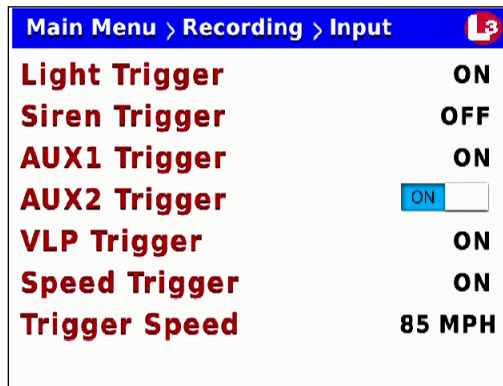 Main Menu > Recording > Input L3
Light Trigger ON
Siren Trigger OFF
AUX1 Trigger ON
AUX2 Trigger ON
VLP Trigger ON
Speed Trigger ON
Trigger Speed 85 MPH